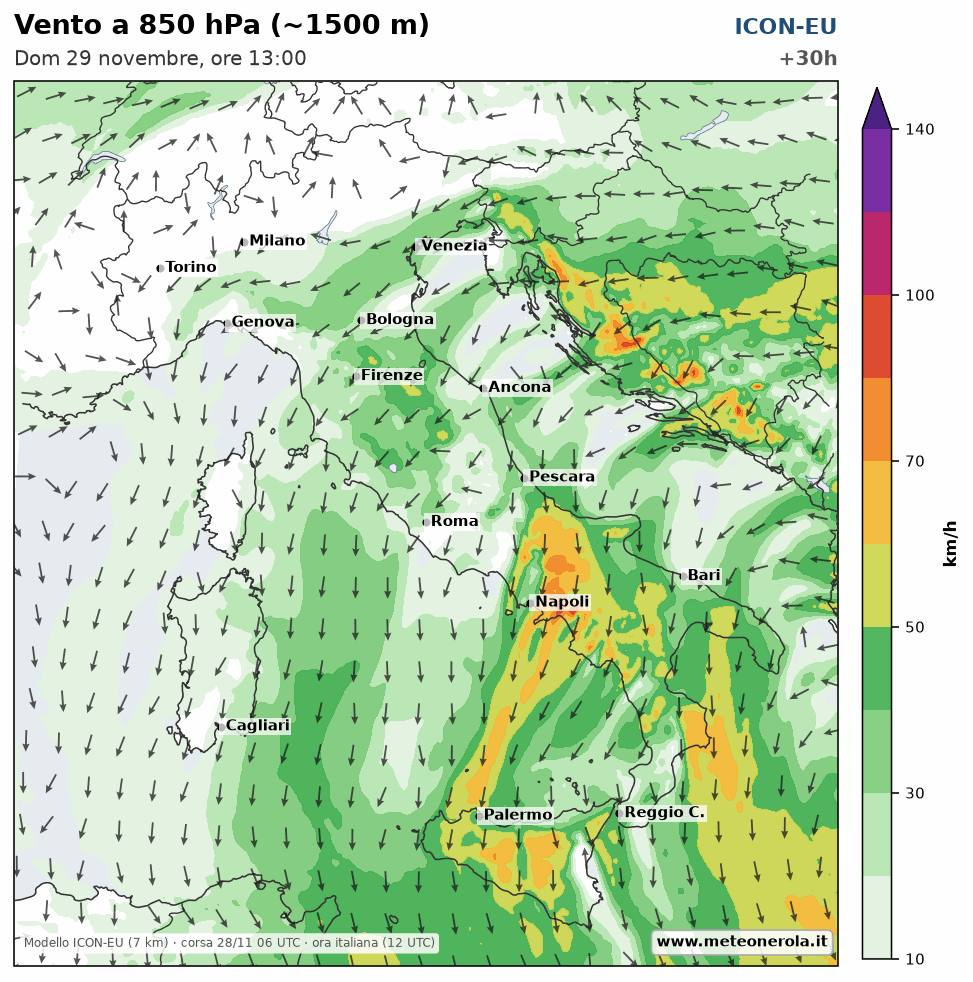 Vento a 850 hPa (~1500 m)
ICON-EU
Dom 29 novembre, ore 13:00
+30h
140
100
70
50
30
10
km/h
Milano
Venezia
Torino
Genova
Bologna
Firenze
Ancona
Pescara
Roma
Bari
Napoli
Cagliari
Palermo
Reggio C.
Modello ICON-EU (7 km) · corsa 28/11 06 UTC · ora italiana (12 UTC)
www.meteonerola.it